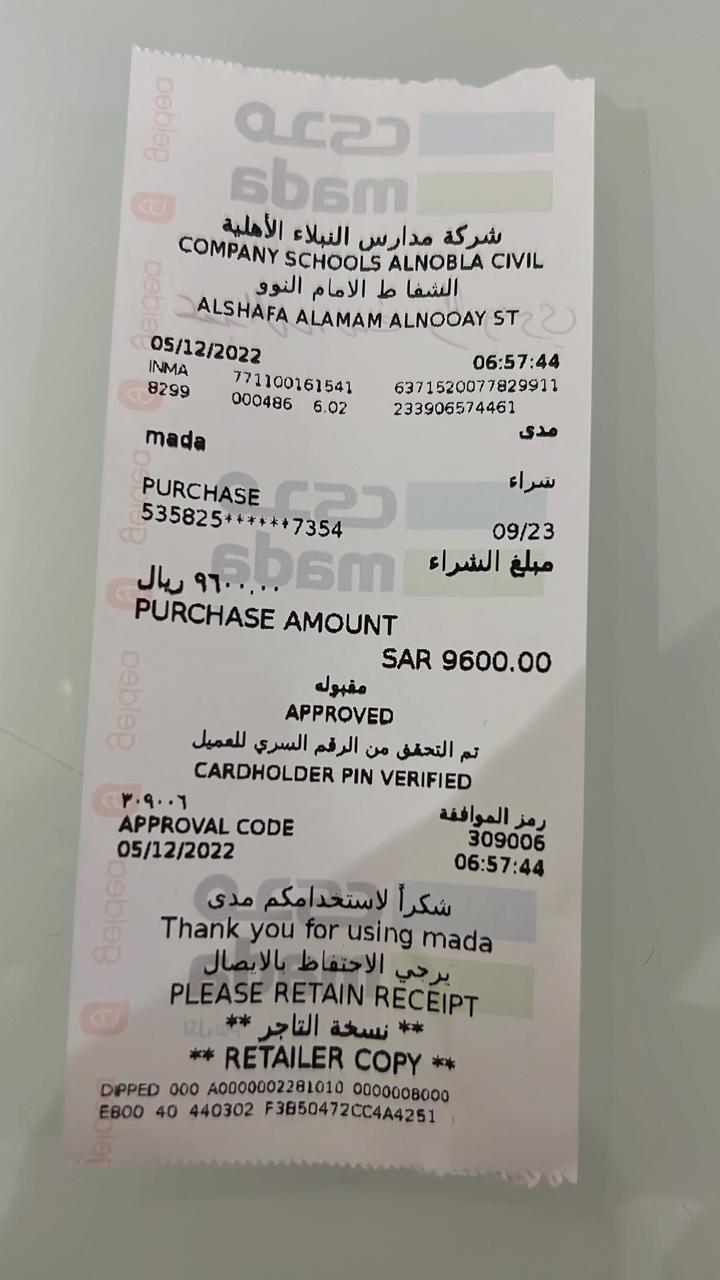 شركة مدارس النبلاء الأهلية
COMPANY SCHOOLS ALNOBLA CIVIL
الشفا ط الامام النوو
ALSHAFA ALAMAM ALNOOAY ST
05/12/2022 06:57:44
INMA 771100161541 6371520077829911
8299 000486 6.02 233906574461
mada مدى
PURCHASE شراء
535825******7354 09/23
مبلغ الشراء
٩٦٠٠.٠٠ ريال
PURCHASE AMOUNT
SAR 9600.00
مقبوله
APPROVED
تم التحقق من الرقم السري للعميل
CARDHOLDER PIN VERIFIED
٣٠٩٠٠٦ رمز الموافقة
APPROVAL CODE 309006
05/12/2022 06:57:44
شكراً لاستخدامكم مدى
Thank you for using mada
يرجي الاحتفاظ بالايصال
PLEASE RETAIN RECEIPT
** نسخة التاجر **
** RETAILER COPY **
DIPPED 000 A0000002281010 0000008000
EB00 40 440302 F3B50472CC4A4251